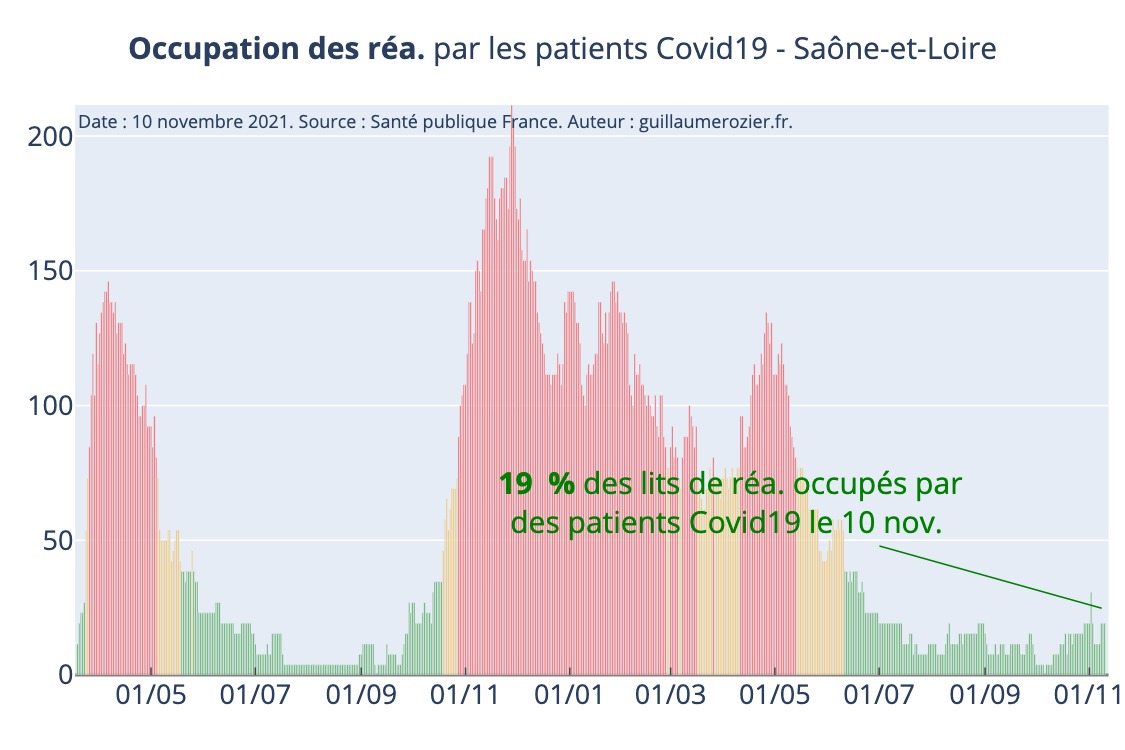 Occupation des réa. par les patients Covid19 - Saône-et-Loire
Date : 10 novembre 2021. Source : Santé publique France. Auteur : guillaumerozier.fr.
200
150
100
50
0
19 % des lits de réa. occupés par
des patients Covid19 le 10 nov.
01/05 01/07 01/09 01/11 01/01 01/03 01/05 01/07 01/09 01/11